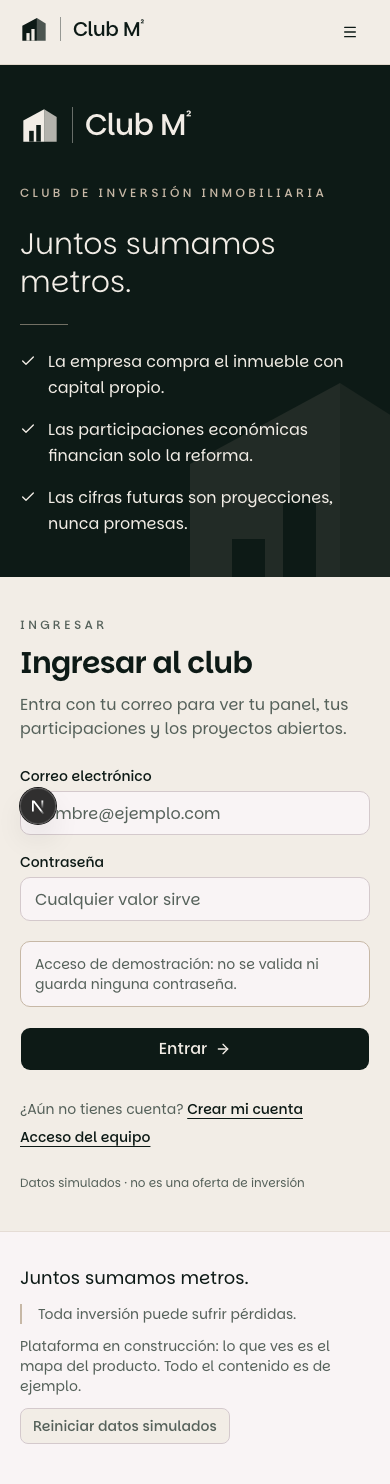 Club M²
Club M²
CLUB DE INVERSIÓN INMOBILIARIA
Juntos sumamos
metros.
La empresa compra el inmueble con
capital propio.
Las participaciones económicas
financian solo la reforma.
Las cifras futuras son proyecciones,
nunca promesas.
INGRESAR
Ingresar al club
Entra con tu correo para ver tu panel, tus
participaciones y los proyectos abiertos.
Correo electrónico
N
mbre@ejemplo.com
Contraseña
Cualquier valor sirve
Acceso de demostración: no se valida ni
guarda ninguna contraseña.
Entrar →
¿Aún no tienes cuenta? Crear mi cuenta
Acceso del equipo
Datos simulados · no es una oferta de inversión
Juntos sumamos metros.
Toda inversión puede sufrir pérdidas.
Plataforma en construcción: lo que ves es el
mapa del producto. Todo el contenido es de
ejemplo.
Reiniciar datos simulados